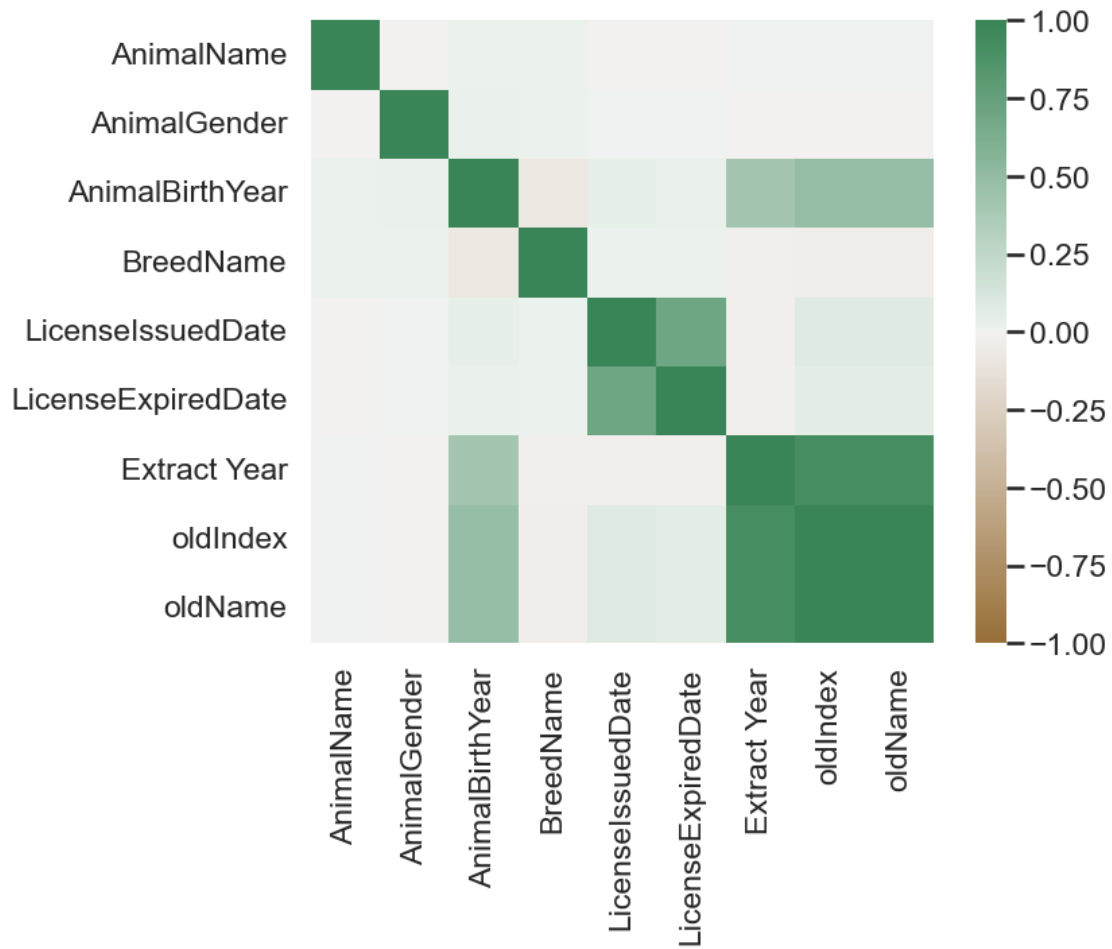 AnimalName
AnimalGender
AnimalBirthYear
BreedName
LicenseIssuedDate
LicenseExpiredDate
Extract Year
oldIndex
oldName
AnimalName
AnimalGender
AnimalBirthYear
BreedName
LicenseIssuedDate
LicenseExpiredDate
Extract Year
oldIndex
oldName
1.00
0.75
0.50
0.25
0.00
−0.25
−0.50
−0.75
−1.00